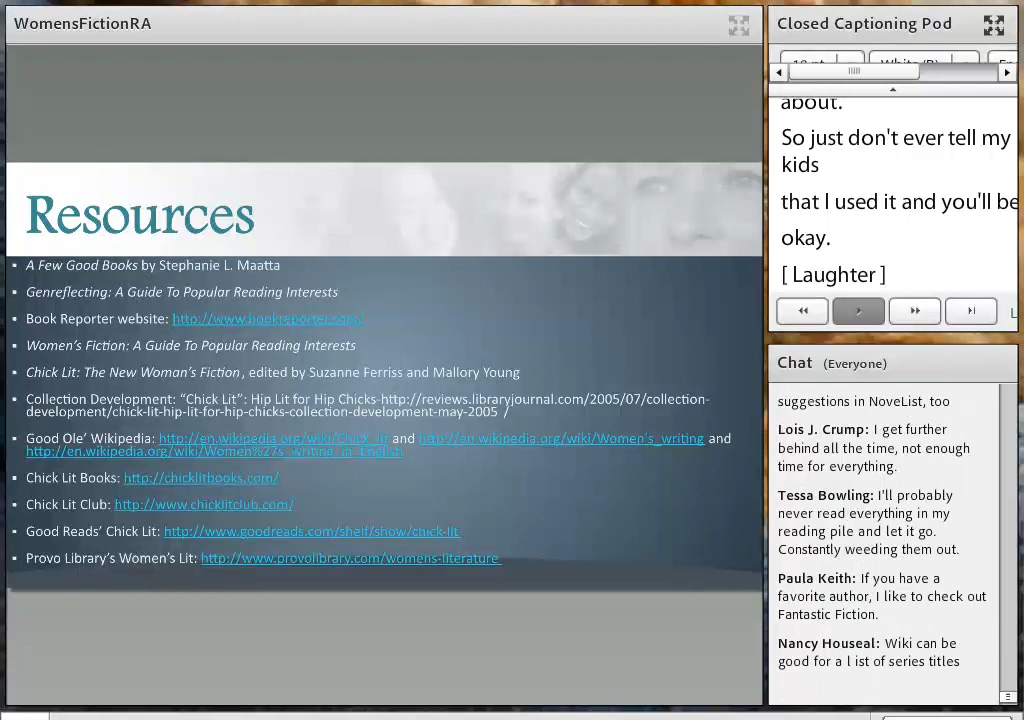 WomensFictionRA
Resources
▪ A Few Good Books by Stephanie L. Maatta
▪ Genreflecting: A Guide To Popular Reading Interests
▪ Book Reporter website: http://www.bookreporter.com/
▪ Women's Fiction: A Guide To Popular Reading Interests
▪ Chick Lit: The New Woman's Fiction, edited by Suzanne Ferriss and Mallory Young
▪ Collection Development: “Chick Lit”: Hip Lit for Hip Chicks-http://reviews.libraryjournal.com/2005/07/collection-
development/chick-lit-hip-lit-for-hip-chicks-collection-development-may-2005 /
▪ Good Ole’ Wikipedia: http://en.wikipedia.org/wiki/Chick_lit and http://en.wikipedia.org/wiki/Women's_writing and
http://en.wikipedia.org/wiki/Women%27s_writing_in_English
▪ Chick Lit Books: http://chicklitbooks.com/
▪ Chick Lit Club: http://www.chicklitclub.com/
▪ Good Reads’ Chick Lit: http://www.goodreads.com/shelf/show/chick-lit
▪ Provo Library’s Women’s Lit: http://www.provolibrary.com/womens-literature
Closed Captioning Pod
about.
So just don't ever tell my
kids
that I used it and you'll be
okay.
[ Laughter ]
Chat (Everyone)
suggestions in NoveList, too
Lois J. Crump: I get further
behind all the time, not enough
time for everything.
Tessa Bowling: I'll probably
never read everything in my
reading pile and let it go.
Constantly weeding them out.
Paula Keith: If you have a
favorite author, I like to check out
Fantastic Fiction.
Nancy Houseal: Wiki can be
good for a l ist of series titles